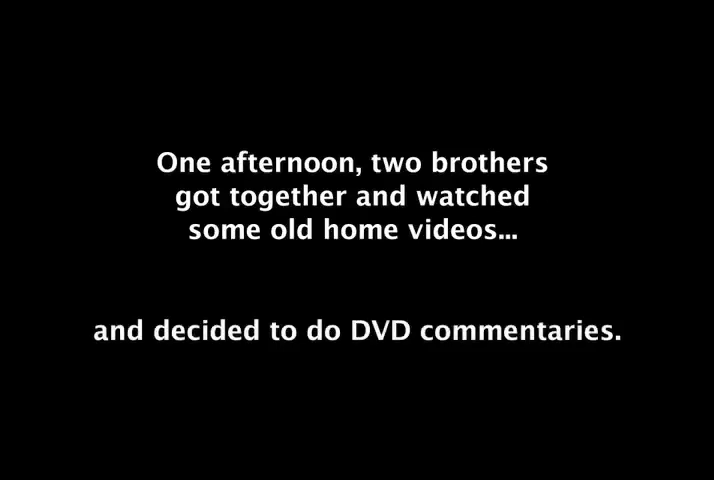 One afternoon, two brothers
got together and watched
some old home videos...
and decided to do DVD commentaries.